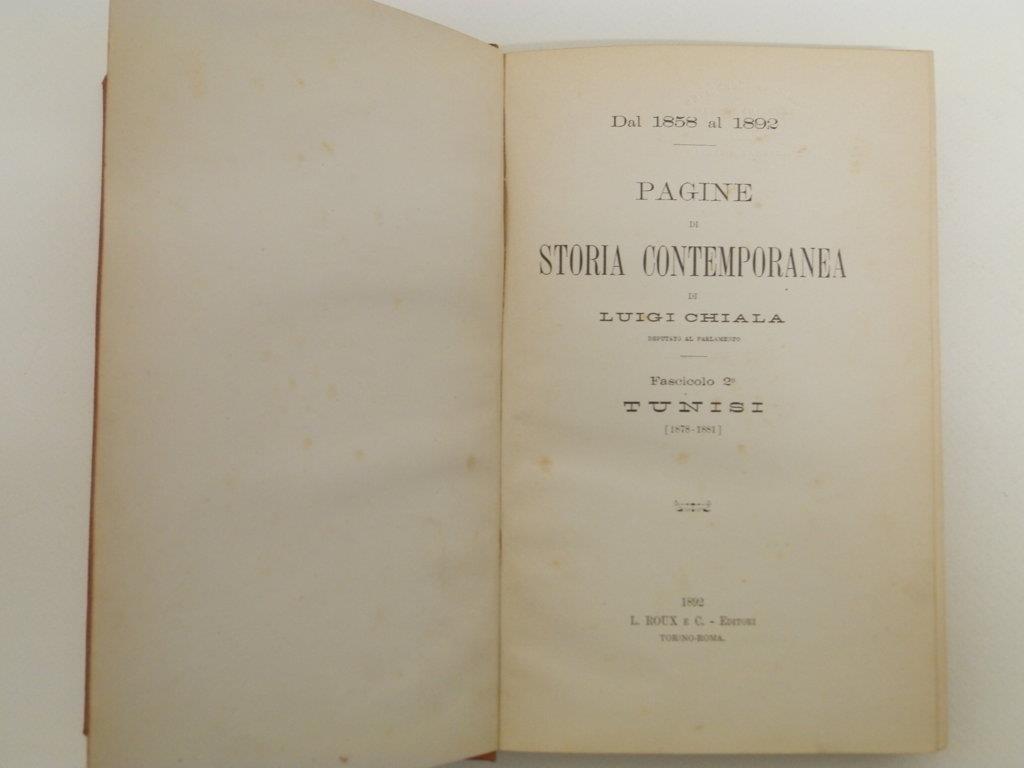 Dal 1858 al 1892
PAGINE
DI
STORIA CONTEMPORANEA
DI
LUIGI CHIALA
DEPUTATO AL PARLAMENTO
Fascicolo 2º
TUNISI
[1878-1881]
1892
L. ROUX E C. - EDITORI
TORINO-ROMA.